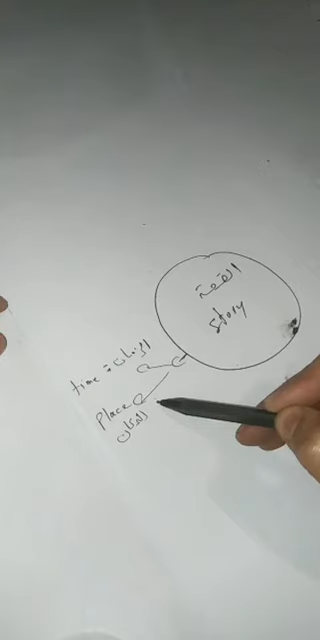 القصة
story
time : الزمان
place
المكان